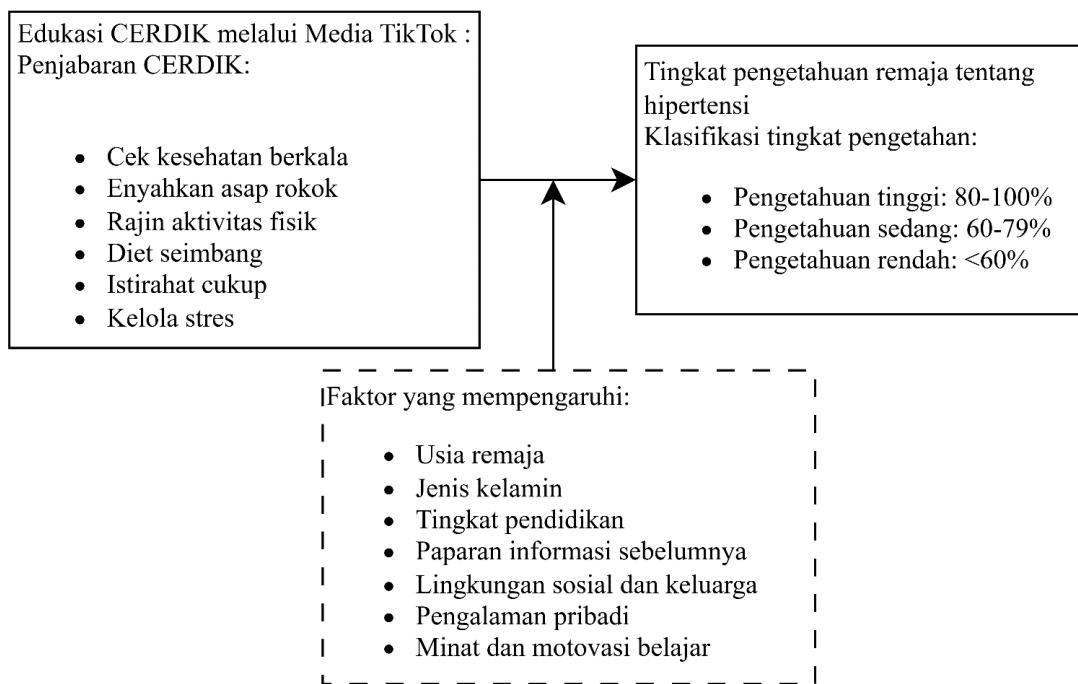 Edukasi CERDIK melalui Media TikTok :
Penjabaran CERDIK:
• Cek kesehatan berkala
• Enyahkan asap rokok
• Rajin aktivitas fisik
• Diet seimbang
• Istirahat cukup
• Kelola stres
Tingkat pengetahuan remaja tentang
hipertensi
Klasifikasi tingkat pengetahan:
• Pengetahuan tinggi: 80-100%
• Pengetahuan sedang: 60-79%
• Pengetahuan rendah: <60%
Faktor yang mempengaruhi:
• Usia remaja
• Jenis kelamin
• Tingkat pendidikan
• Paparan informasi sebelumnya
• Lingkungan sosial dan keluarga
• Pengalaman pribadi
• Minat dan motovasi belajar